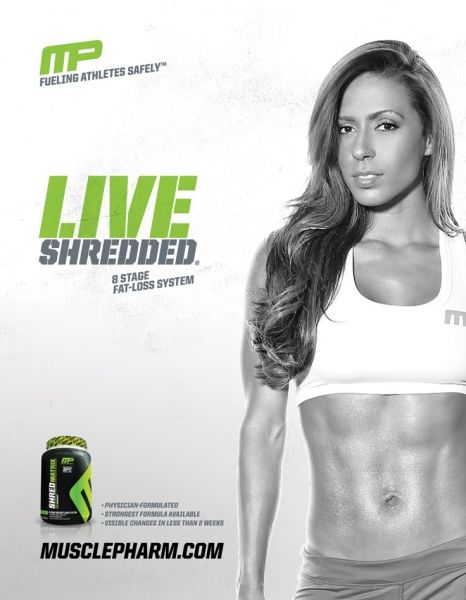 MP
FUELING ATHLETES SAFELY™
LIVE
SHREDDED®
8 STAGE
FAT-LOSS SYSTEM
MP
SHREDMATRIX
• PHYSICIAN-FORMULATED
• STRONGEST FORMULA AVAILABLE
• VISIBLE CHANGES IN LESS THAN 2 WEEKS
MUSCLEPHARM.COM